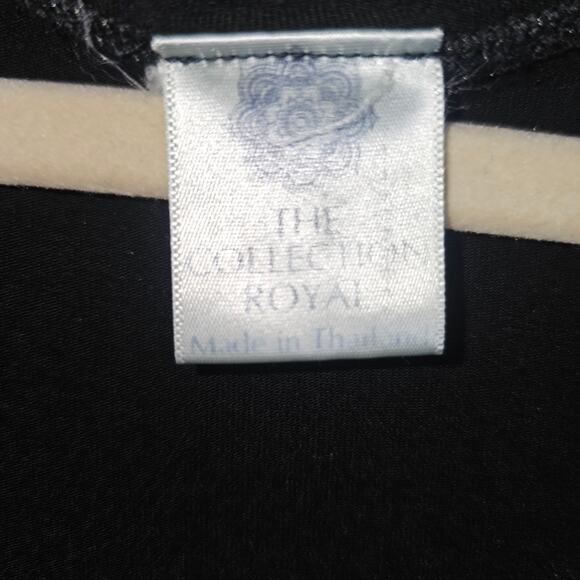 THE
COLLECTION
ROYAL
Made in Thailand